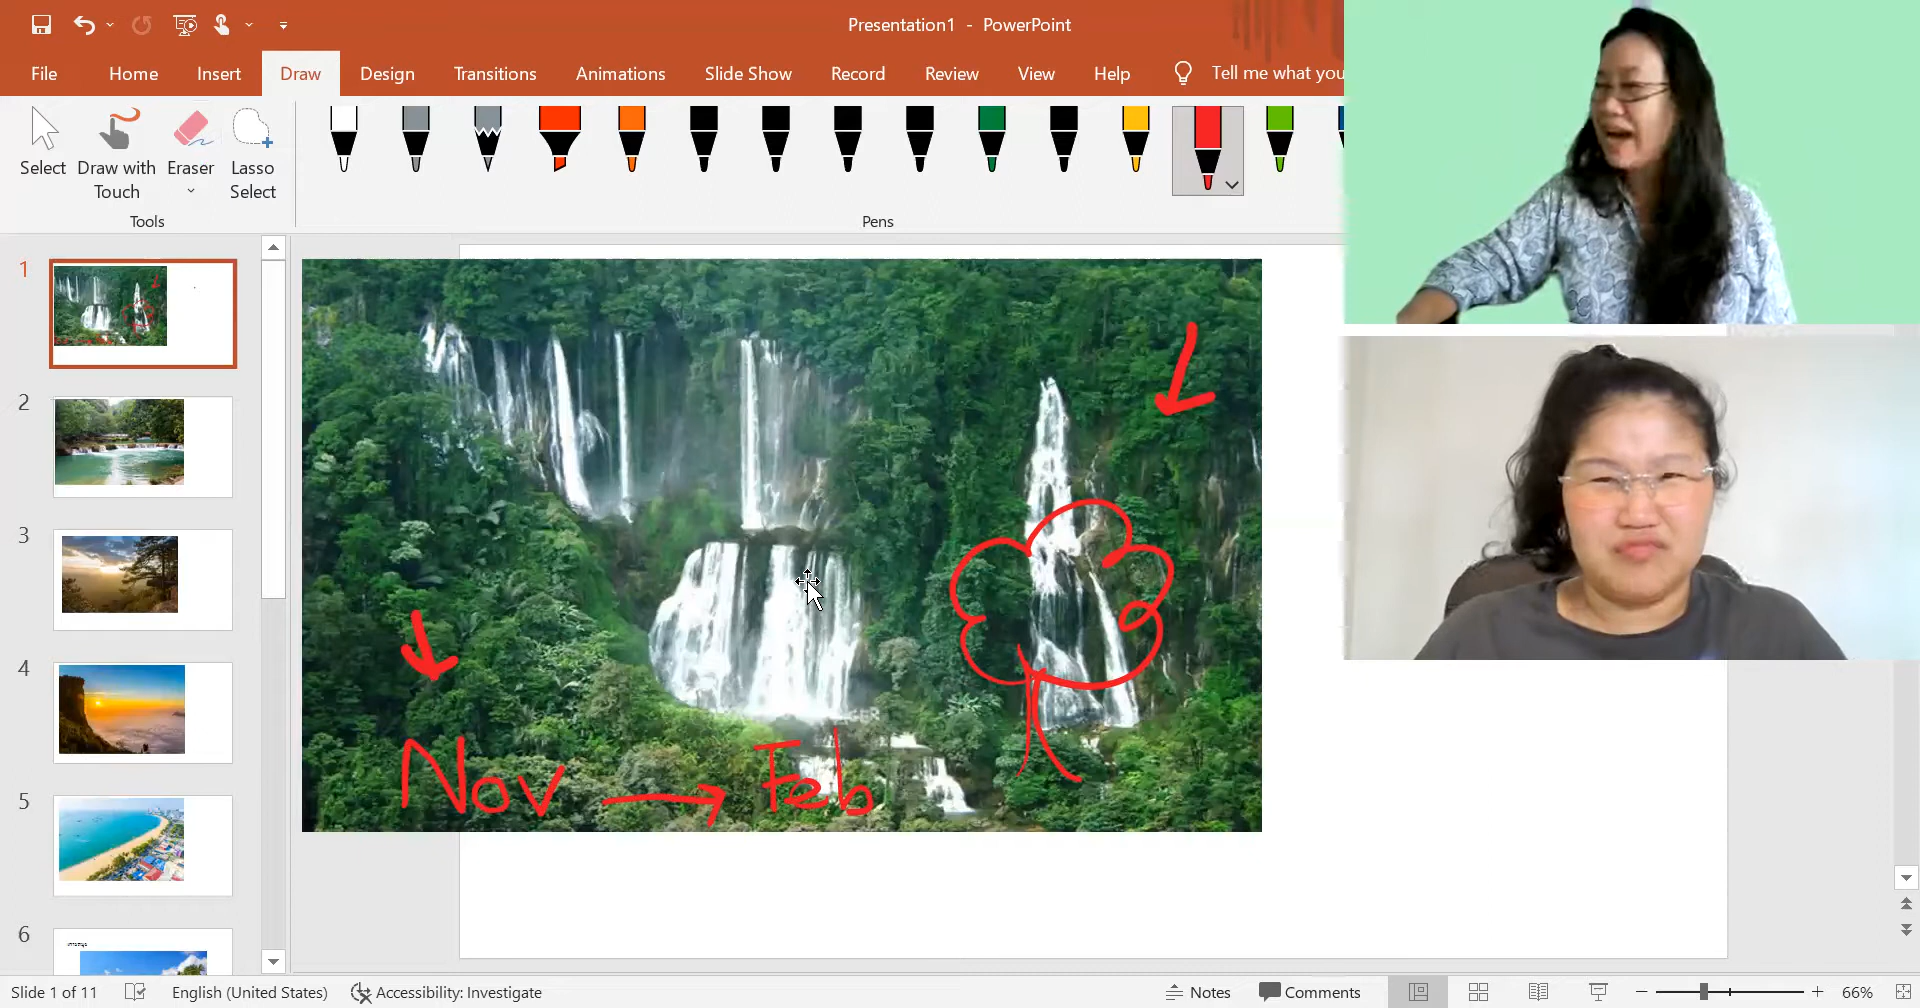 Presentation1 - PowerPoint
File Home Insert Draw Design Transitions Animations Slide Show Record Review View Help Tell me what you
Select
Draw with Touch
Eraser
Lasso Select
Tools
Pens
1
2
3
4
5
6
Nov → Feb
Slide 1 of 11
English (United States)
Accessibility: Investigate
Notes
Comments
66%